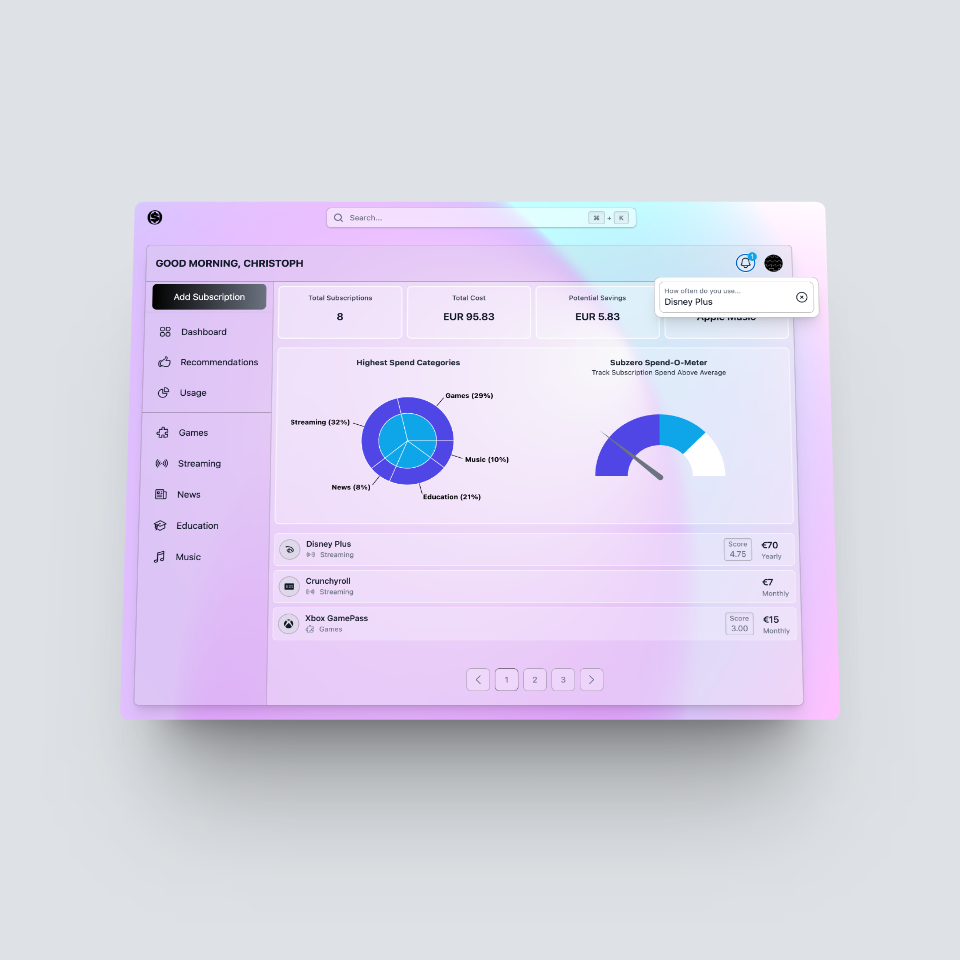 Search...
⌘ + K
GOOD MORNING, CHRISTOPH
1
How often do you use...
Disney Plus
Add Subscription
Dashboard
Recommendations
Usage
Games
Streaming
News
Education
Music
Total Subscriptions
8
Total Cost
EUR 95.83
Potential Savings
EUR 5.83
Apple Music
Highest Spend Categories
Games (29%)
Streaming (32%)
Music (10%)
News (8%)
Education (21%)
Subzero Spend-O-Meter
Track Subscription Spend Above Average
Disney Plus
Streaming
Score
4.75
€70
Yearly
Crunchyroll
Streaming
€7
Monthly
Xbox GamePass
Games
Score
3.00
€15
Monthly
1 2 3